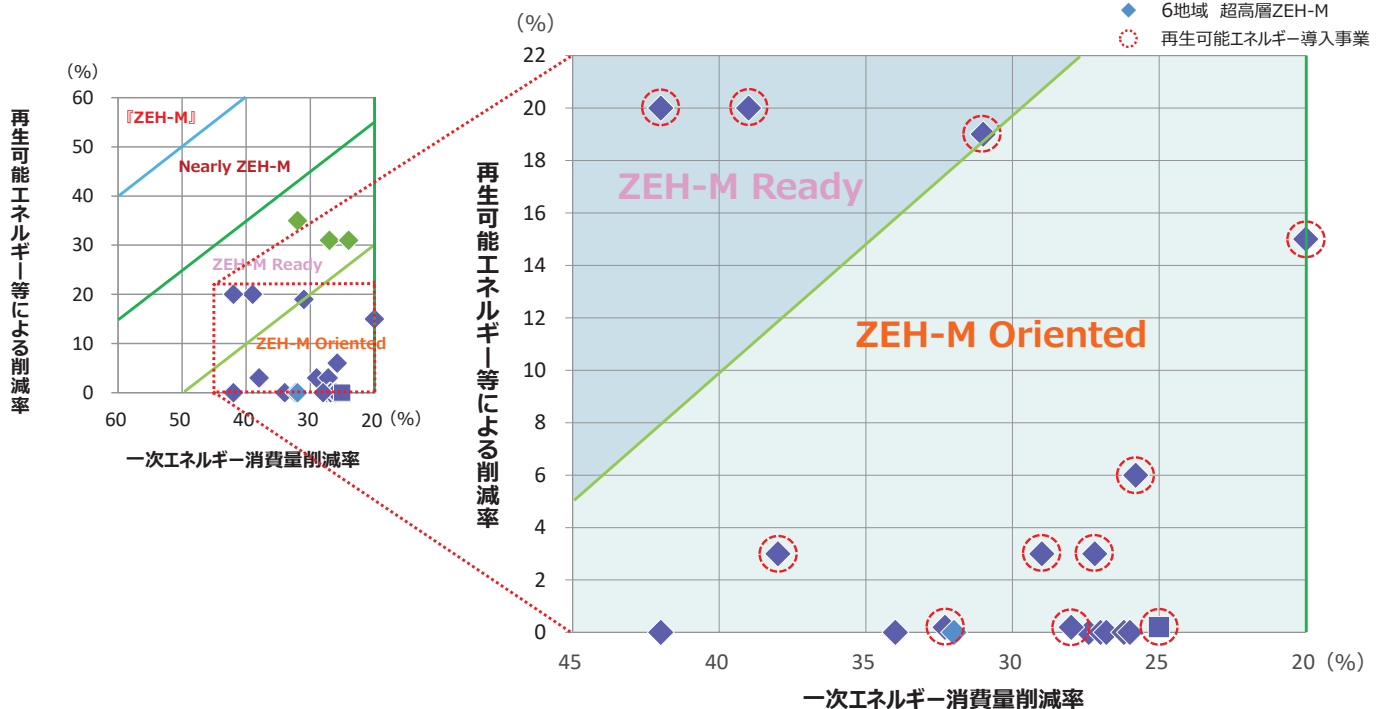 6地域 超高層ZEH-M
再生可能エネルギー導入事業
(%)
60
50
40
30
20
10
0
60
50
40
30
20
(%)
再生可能エネルギー等による削減率
一次エネルギー消費量削減率
『ZEH-M』
Nearly ZEH-M
ZEH-M Ready
ZEH-M Oriented
(%)
22
20
18
16
14
12
10
8
6
4
2
0
45
40
35
30
25
20
(%)
再生可能エネルギー等による削減率
一次エネルギー消費量削減率
ZEH-M Ready
ZEH-M Oriented